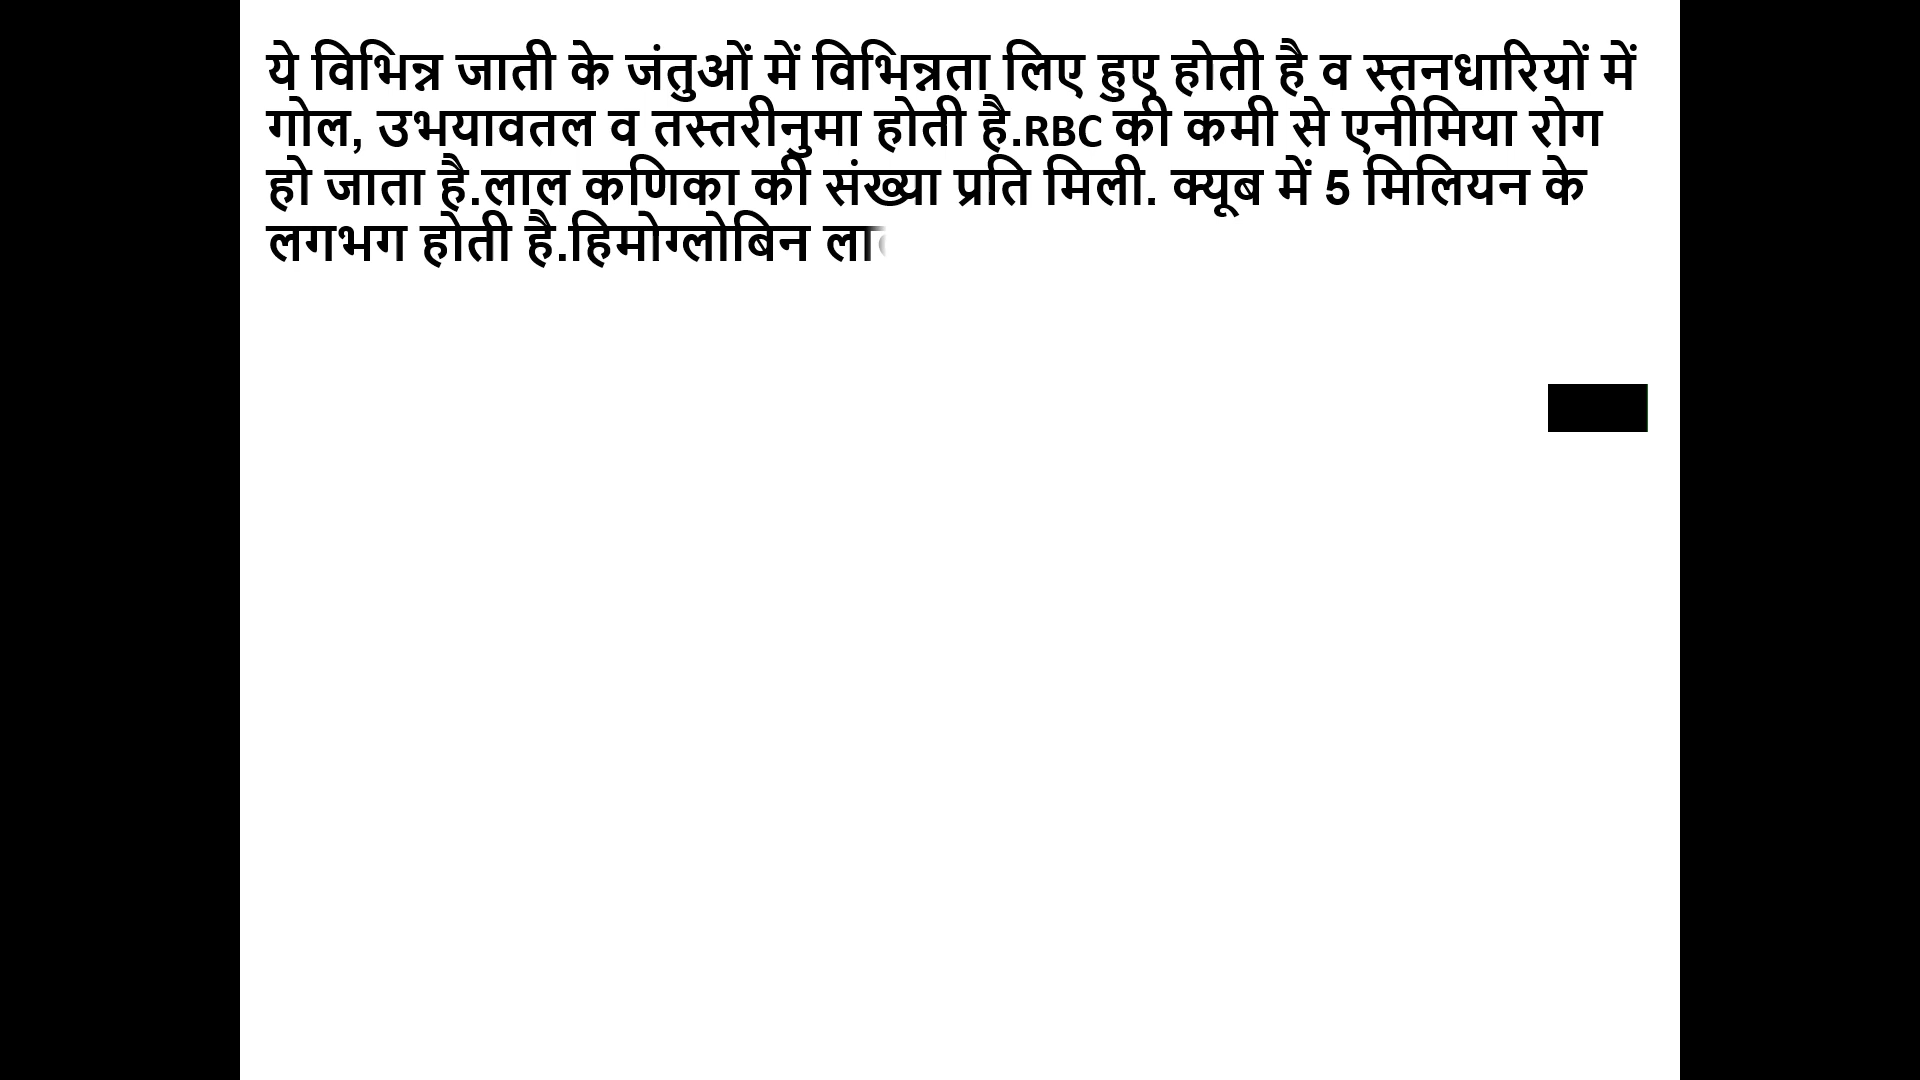 ये विभिन्न जाती के जंतुओं में विभिन्नता लिए हुए होती है व स्तनधारियों में
गोल, उभयावतल व तस्तरीनुमा होती है.RBC की कमी से एनीमिया रोग
हो जाता है.लाल कणिका की संख्या प्रति मिली. क्यूब में 5 मिलियन के
लगभग होती है.हिमोग्लोबिन